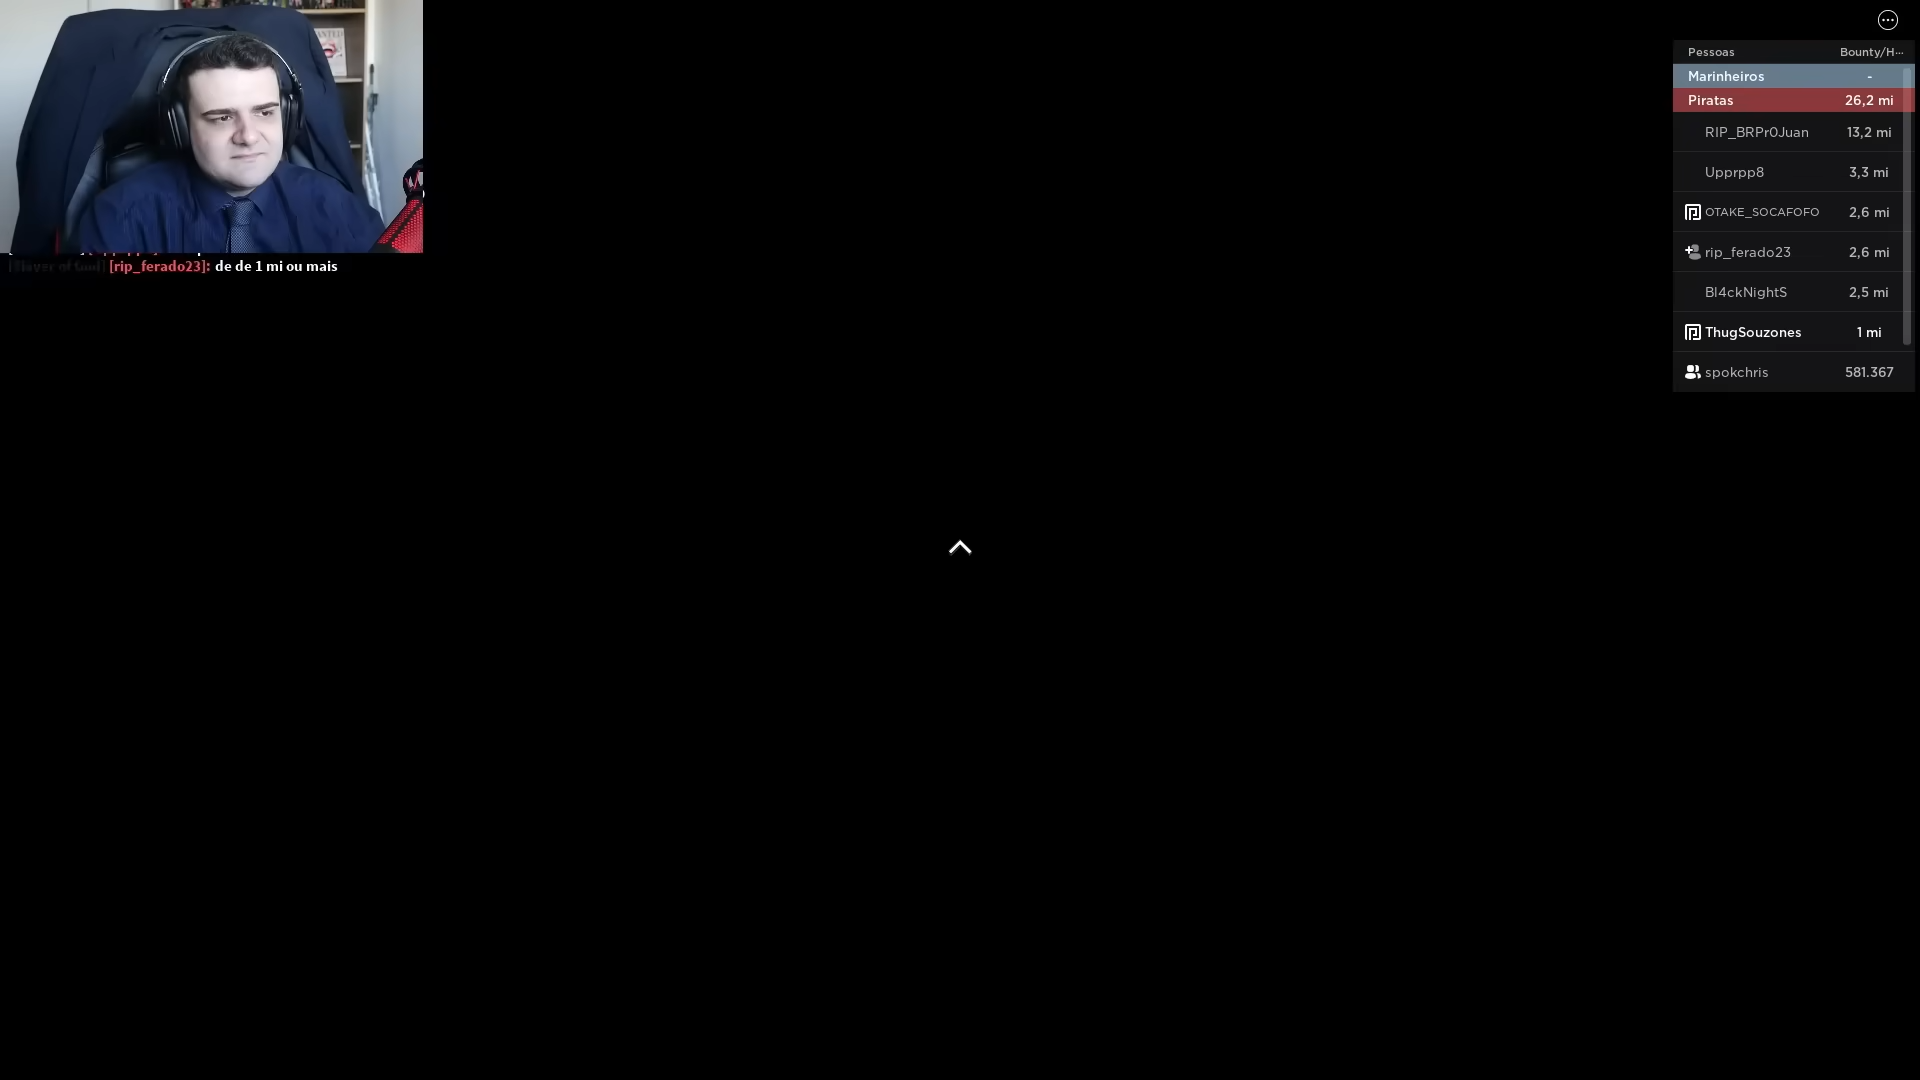 Pessoas Bounty/H...
Marinheiros -
Piratas 26,2 mi
RIP_BRPr0Juan 13,2 mi
Upprpp8 3,3 mi
OTAKE_SOCAFOFO 2,6 mi
rip_ferado23 2,6 mi
Bl4ckNightS 2,5 mi
ThugSouzones 1 mi
spokchris 581.367
[rip_ferado23]: de de 1 mi ou mais